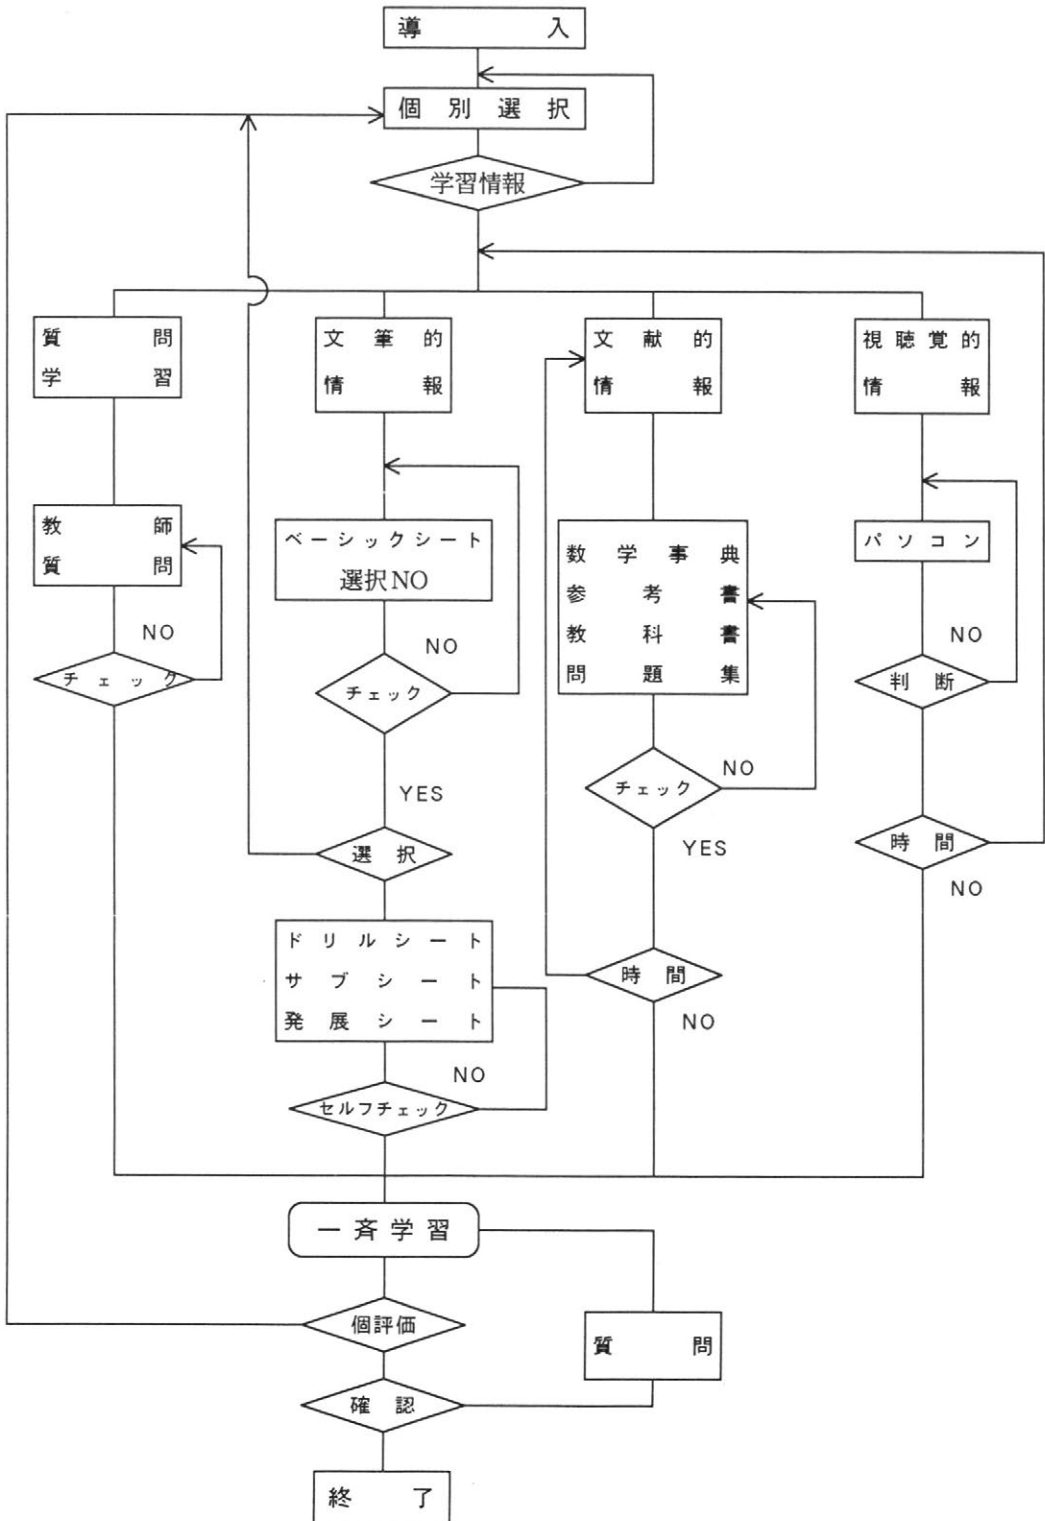 導入
個別選択
学習情報
質問
学習
教師
質問
NO
チェック
文筆的
情報
ベーシックシート
選択NO
NO
チェック
YES
選択
ドリルシート
サブシート
発展シート
NO
セルフチェック
文献的
情報
数学事典
参考書
教科書
問題集
NO
チェック
YES
時間
NO
視聴覚的
情報
パソコン
NO
判断
時間
NO
一斉学習
個評価
質問
確認
終了